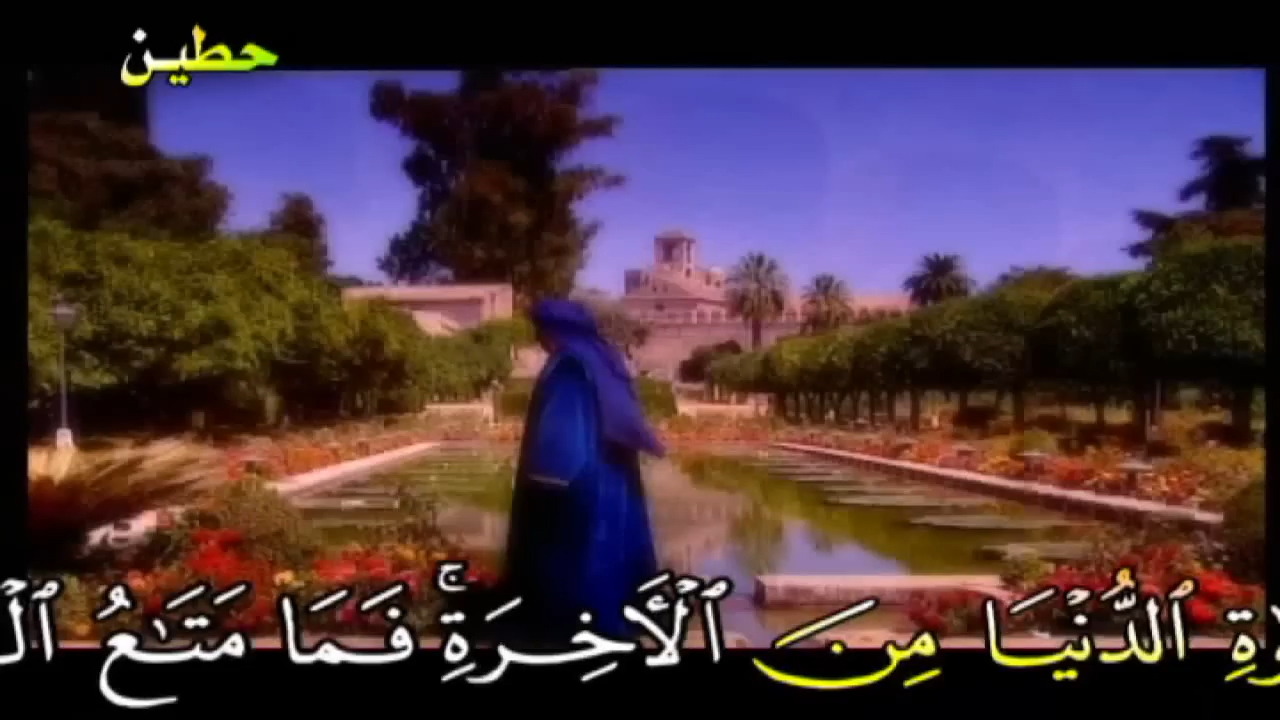 حطين
ٱلدُّنْيَا مِنَ ٱلْأَخِرَةِۚ فَمَا مَتَـٰعُ